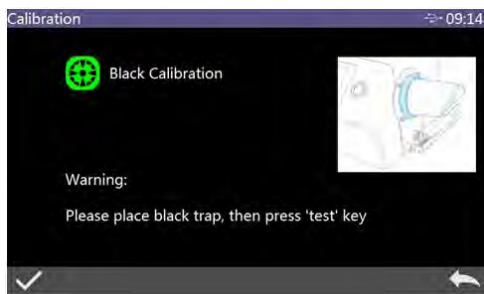 Calibration 09:14
Black Calibration
Warning:
Please place black trap, then press 'test' key